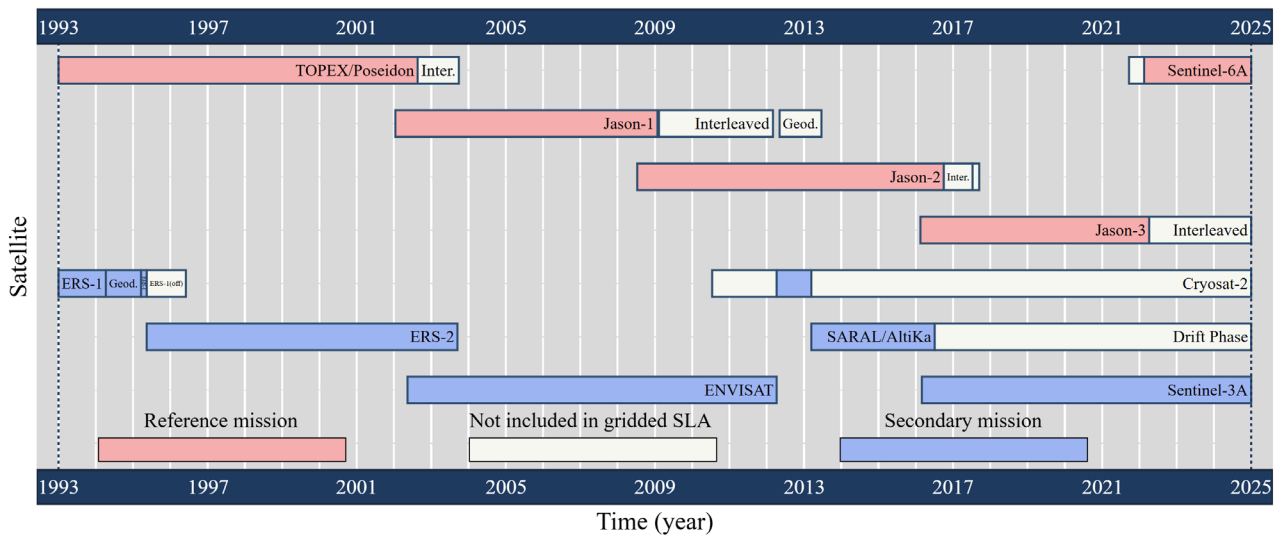 1993 1997 2001 2005 2009 2013 2017 2021 2025
TOPEX/Poseidon Inter. Sentinel-6A
Jason-1 Interleaved Geod.
Jason-2 Inter.
Jason-3 Interleaved
ERS-1 Geod. ERS-1(off) Cryosat-2
ERS-2 SARAL/AltiKa Drift Phase
ENVISAT Sentinel-3A
Reference mission Not included in gridded SLA Secondary mission
1993 1997 2001 2005 2009 2013 2017 2021 2025
Time (year)
Satellite